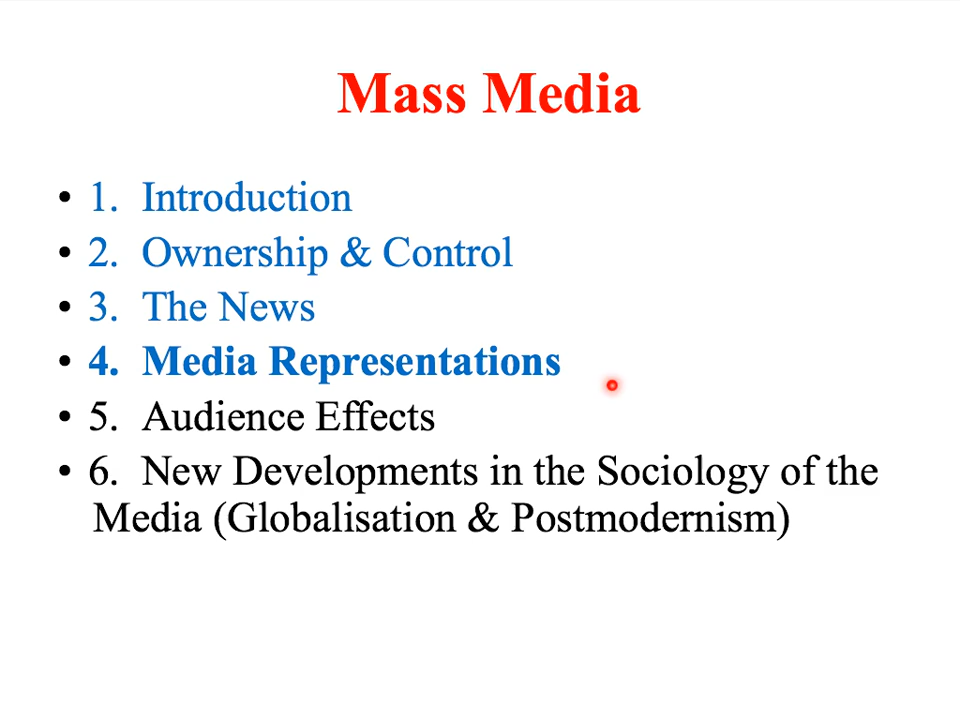 Mass Media
• 1. Introduction
• 2. Ownership & Control
• 3. The News
• 4. Media Representations
• 5. Audience Effects
• 6. New Developments in the Sociology of the
Media (Globalisation & Postmodernism)